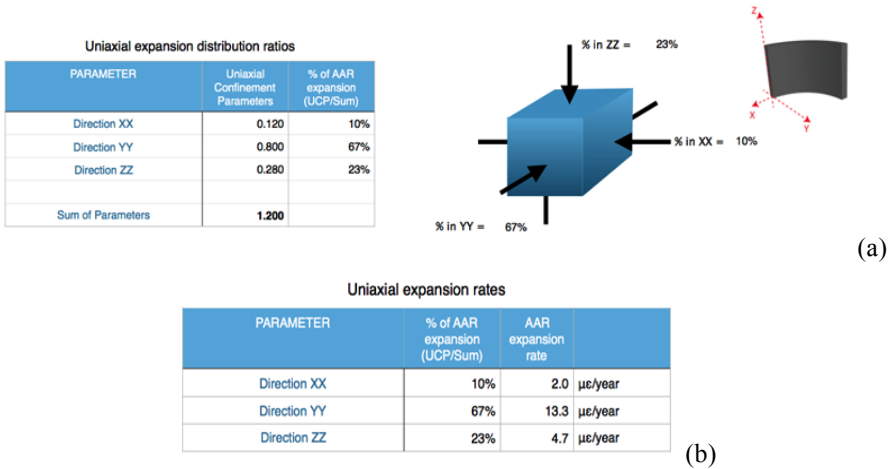 Uniaxial expansion distribution ratios
PARAMETER
Uniaxial
Confinement
Parameters
% of AAR
expansion
(UCP/Sum)
Direction XX 0.120 10%
Direction YY 0.800 67%
Direction ZZ 0.280 23%
Sum of Parameters 1.200
% in ZZ = 23%
% in XX = 10%
% in YY = 67%
Z
X
Y
(a)
Uniaxial expansion rates
PARAMETER
% of AAR
expansion
(UCP/Sum)
AAR
expansion
rate
Direction XX 10% 2.0 με/year
Direction YY 67% 13.3 με/year
Direction ZZ 23% 4.7 με/year
(b)